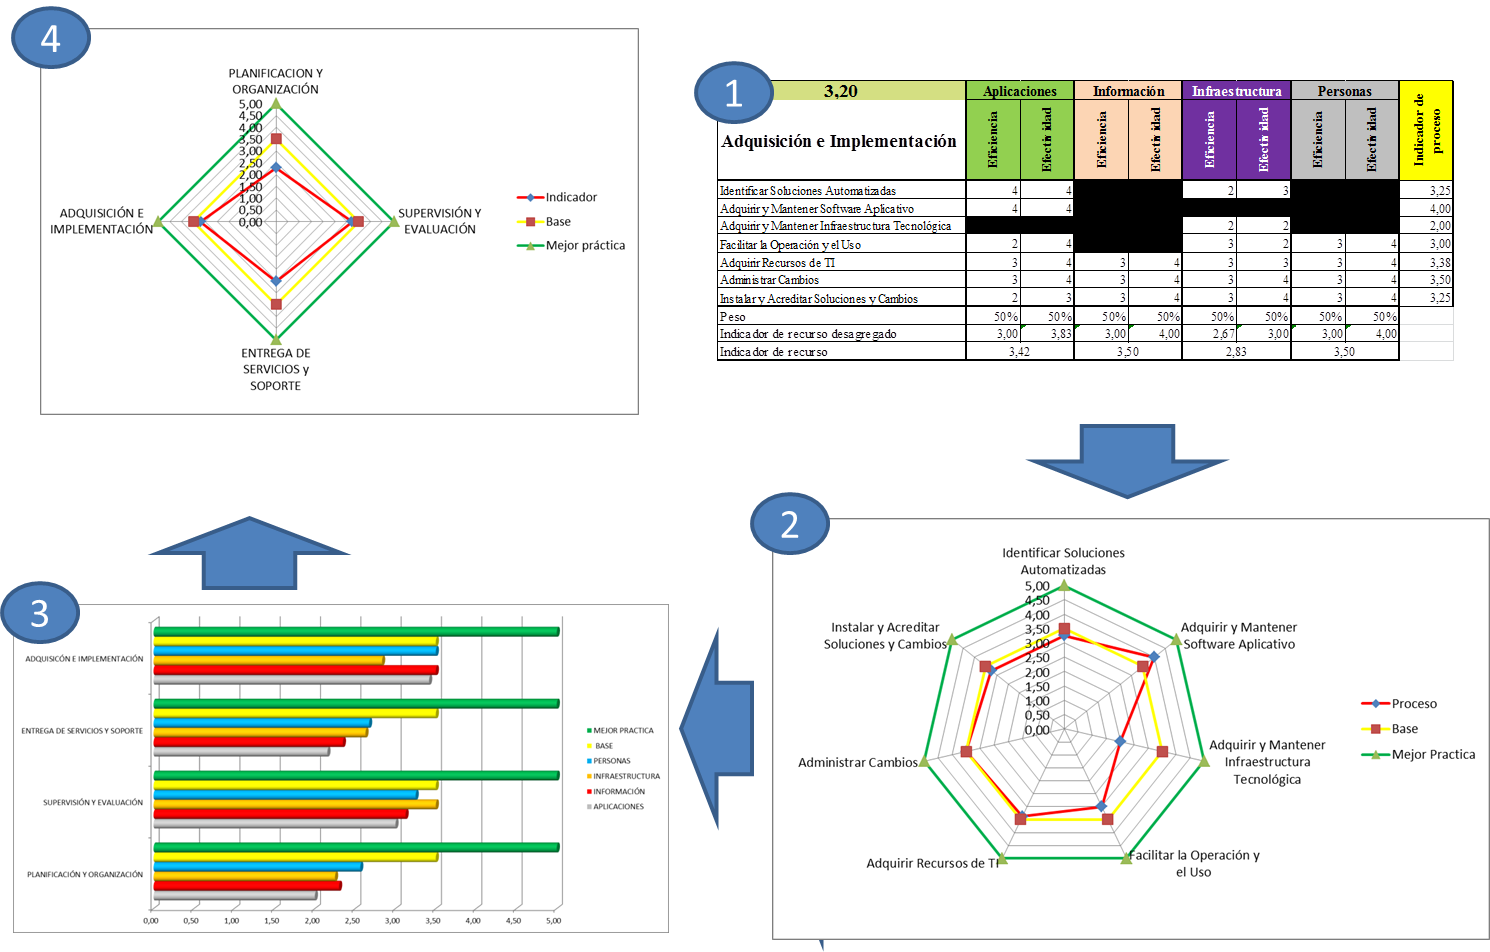 4
PLANIFICACION Y
ORGANIZACIÓN
5,00
4,50
4,00
3,50
3,00
2,50
2,00
1,50
1,00
0,50
0,00
ADQUISICIÓN E
IMPLEMENTACIÓN
SUPERVISIÓN Y
EVALUACIÓN
ENTREGA DE
SERVICIOS y
SOPORTE
Indicador
Base
Mejor práctica
1
3,20 Aplicaciones Información Infraestructura Personas
Adquisición e Implementación Eficiencia Efectividad Eficiencia Efectividad Eficiencia Efectividad Eficiencia Efectividad Indicador de proceso
Identificar Soluciones Automatizadas 4 4 2 3 3,25
Adquirir y Mantener Software Aplicativo 4 4 4,00
Adquirir y Mantener Infraestructura Tecnológica 2 2 2,00
Facilitar la Operación y el Uso 2 4 3 2 3 4 3,00
Adquirir Recursos de TI 3 4 3 4 3 3 3 4 3,38
Administrar Cambios 3 4 3 4 3 4 3 4 3,50
Instalar y Acreditar Soluciones y Cambios 2 3 3 4 3 4 3 4 3,25
Peso 50% 50% 50% 50% 50% 50% 50% 50%
Indicador de recurso desagregado 3,00 3,83 3,00 4,00 2,67 3,00 3,00 4,00
Indicador de recurso 3,42 3,50 2,83 3,50
2
Identificar Soluciones
Automatizadas
5,00
4,50
4,00
3,50
3,00
2,50
2,00
1,50
1,00
0,50
0,00
Instalar y Acreditar
Soluciones y Cambios
Adquirir y Mantener
Software Aplicativo
Administrar Cambios
Adquirir y Mantener
Infraestructura
Tecnológica
Adquirir Recursos de TI
Facilitar la Operación y
el Uso
Proceso
Base
Mejor Practica
3
ADQUISICÓN E IMPLEMENTACIÓN
ENTREGA DE SERVICIOS Y SOPORTE
SUPERVISIÓN Y EVALUACIÓN
PLANIFICACIÓN Y ORGANIZACIÓN
0,00 0,50 1,00 1,50 2,00 2,50 3,00 3,50 4,00 4,50 5,00
MEJOR PRACTICA
BASE
PERSONAS
INFRAESTRUCTURA
INFORMACIÓN
APLICACIONES